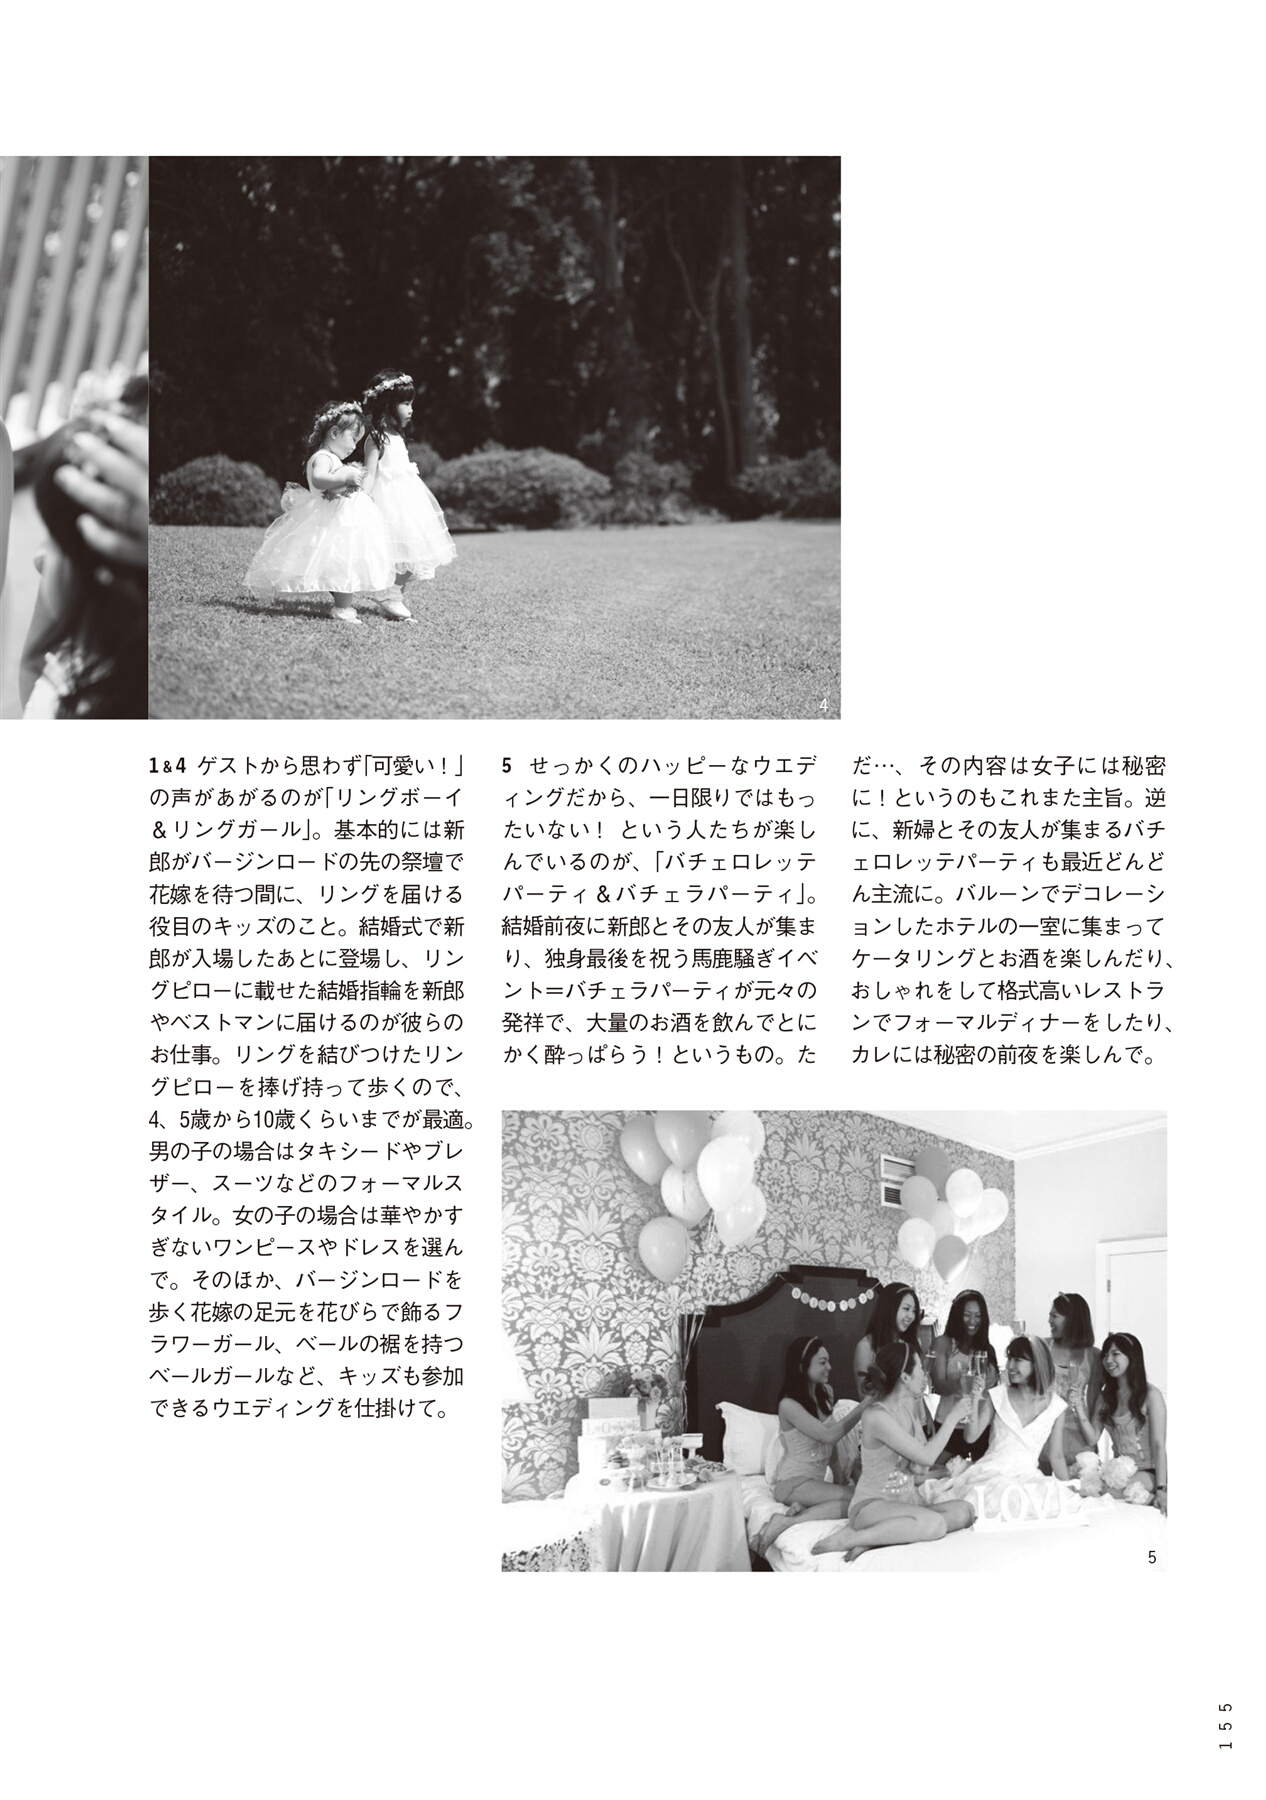 4
1&4 ゲストから思わず「可愛い！」
の声があがるのが「リングボーイ
＆リングガール」。基本的には新
郎がバージンロードの先の祭壇で
花嫁を待つ間に、リングを届ける
役目のキッズのこと。結婚式で新
郎が入場したあとに登場し、リン
グピローに載せた結婚指輪を新郎
やベストマンに届けるのが彼らの
お仕事。リングを結びつけたリン
グピローを捧げ持って歩くので、
4、5歳から10歳くらいまでが最適。
男の子の場合はタキシードやブレ
ザー、スーツなどのフォーマルス
タイル。女の子の場合は華やかす
ぎないワンピースやドレスを選ん
で。そのほか、バージンロードを
歩く花嫁の足元を花びらで飾るフ
ラワーガール、ベールの裾を持つ
ベールガールなど、キッズも参加
できるウエディングを仕掛けて。
5 せっかくのハッピーなウエデ
ィングだから、一日限りではもっ
たいない！ という人たちが楽し
んでいるのが、「バチェロレッテ
パーティ＆バチェラパーティ」。
結婚前夜に新郎とその友人が集ま
り、独身最後を祝う馬鹿騒ぎイベ
ント＝バチェラパーティが元々の
発祥で、大量のお酒を飲んでとに
かく酔っぱらう！というもの。た
だ…、その内容は女子には秘密
に！というのもこれまた主旨。逆
に、新婦とその友人が集まるバチ
ェロレッテパーティも最近どんど
ん主流に。バルーンでデコレーシ
ョンしたホテルの一室に集まって
ケータリングとお酒を楽しんだり、
おしゃれをして格式高いレストラ
ンでフォーマルディナーをしたり、
カレには秘密の前夜を楽しんで。
LOVE
5
155